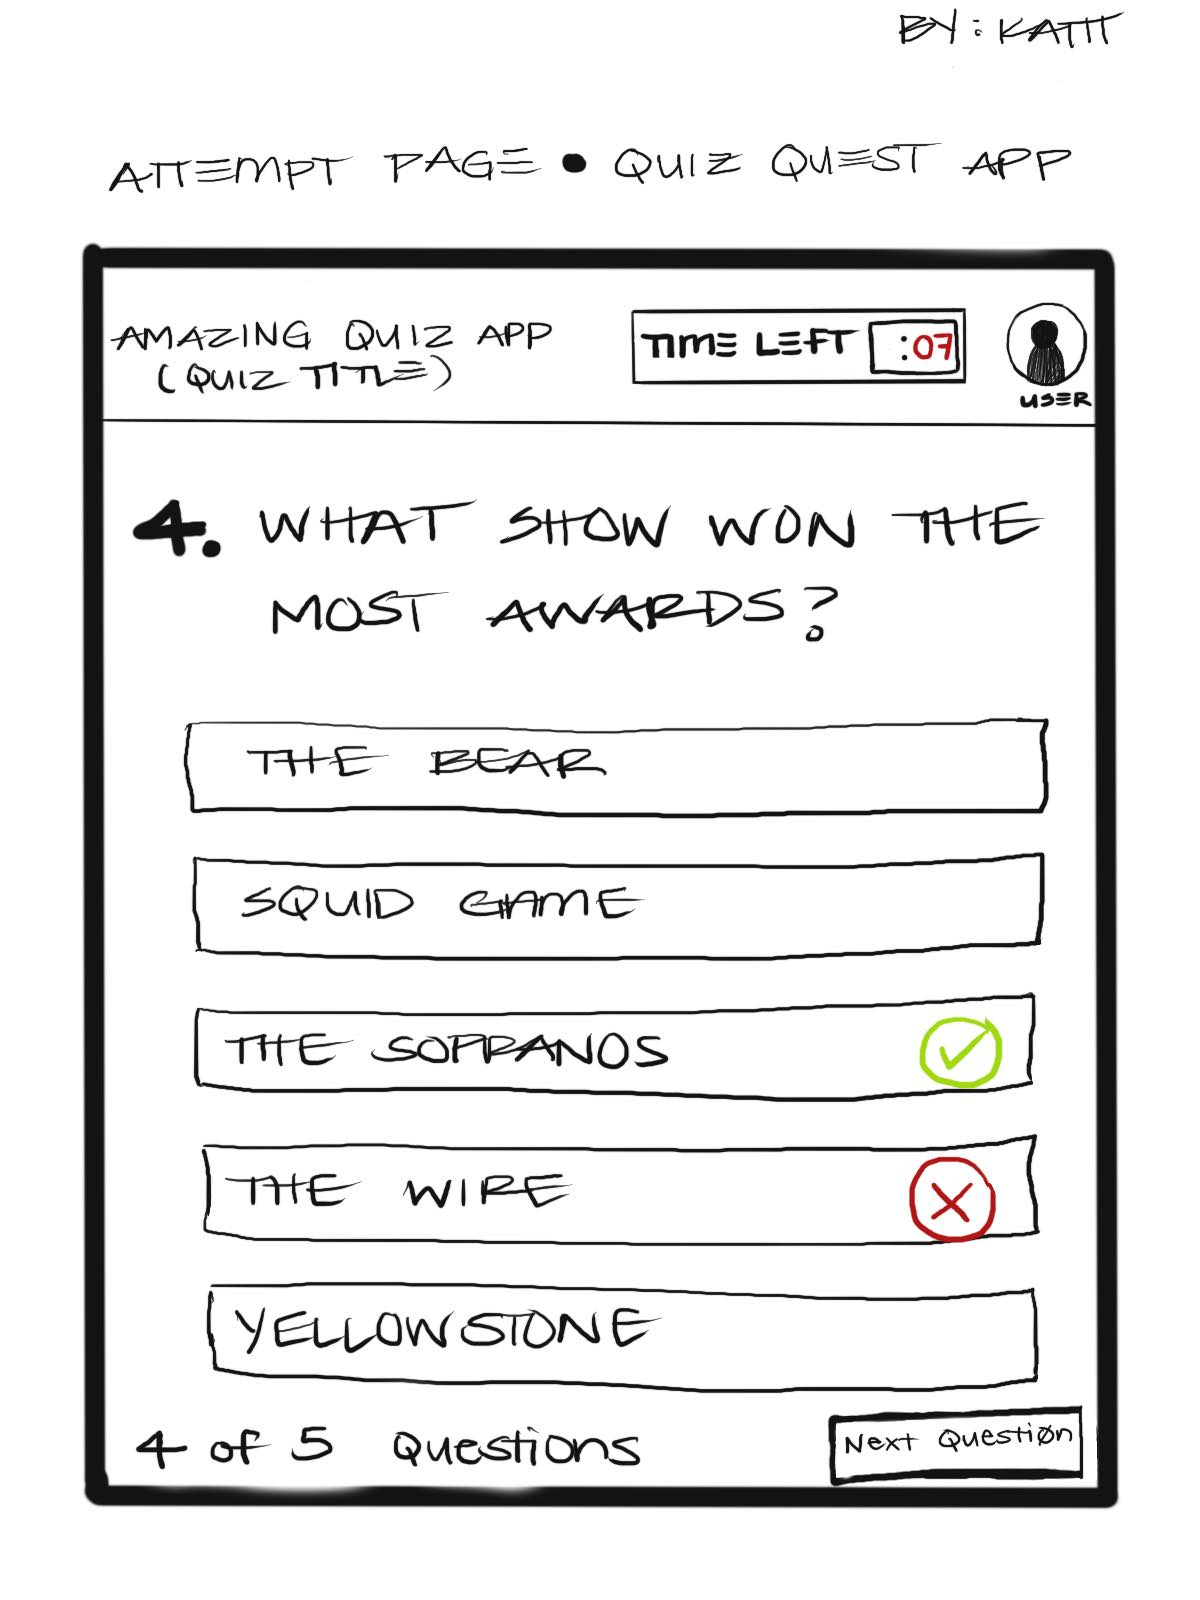 BY: KATIT
ATTEMPT PAGE • QUIZ QUEST APP
AMAZING QUIZ APP
(QUIZ TITLE)
TIME LEFT :07
USER
4. WHAT SHOW WON THE
MOST AWARDS?
THE BEAR
SQUID GAME
THE SOPRANOS
THE WIRE
YELLOWSTONE
4 of 5 Questions
Next Question